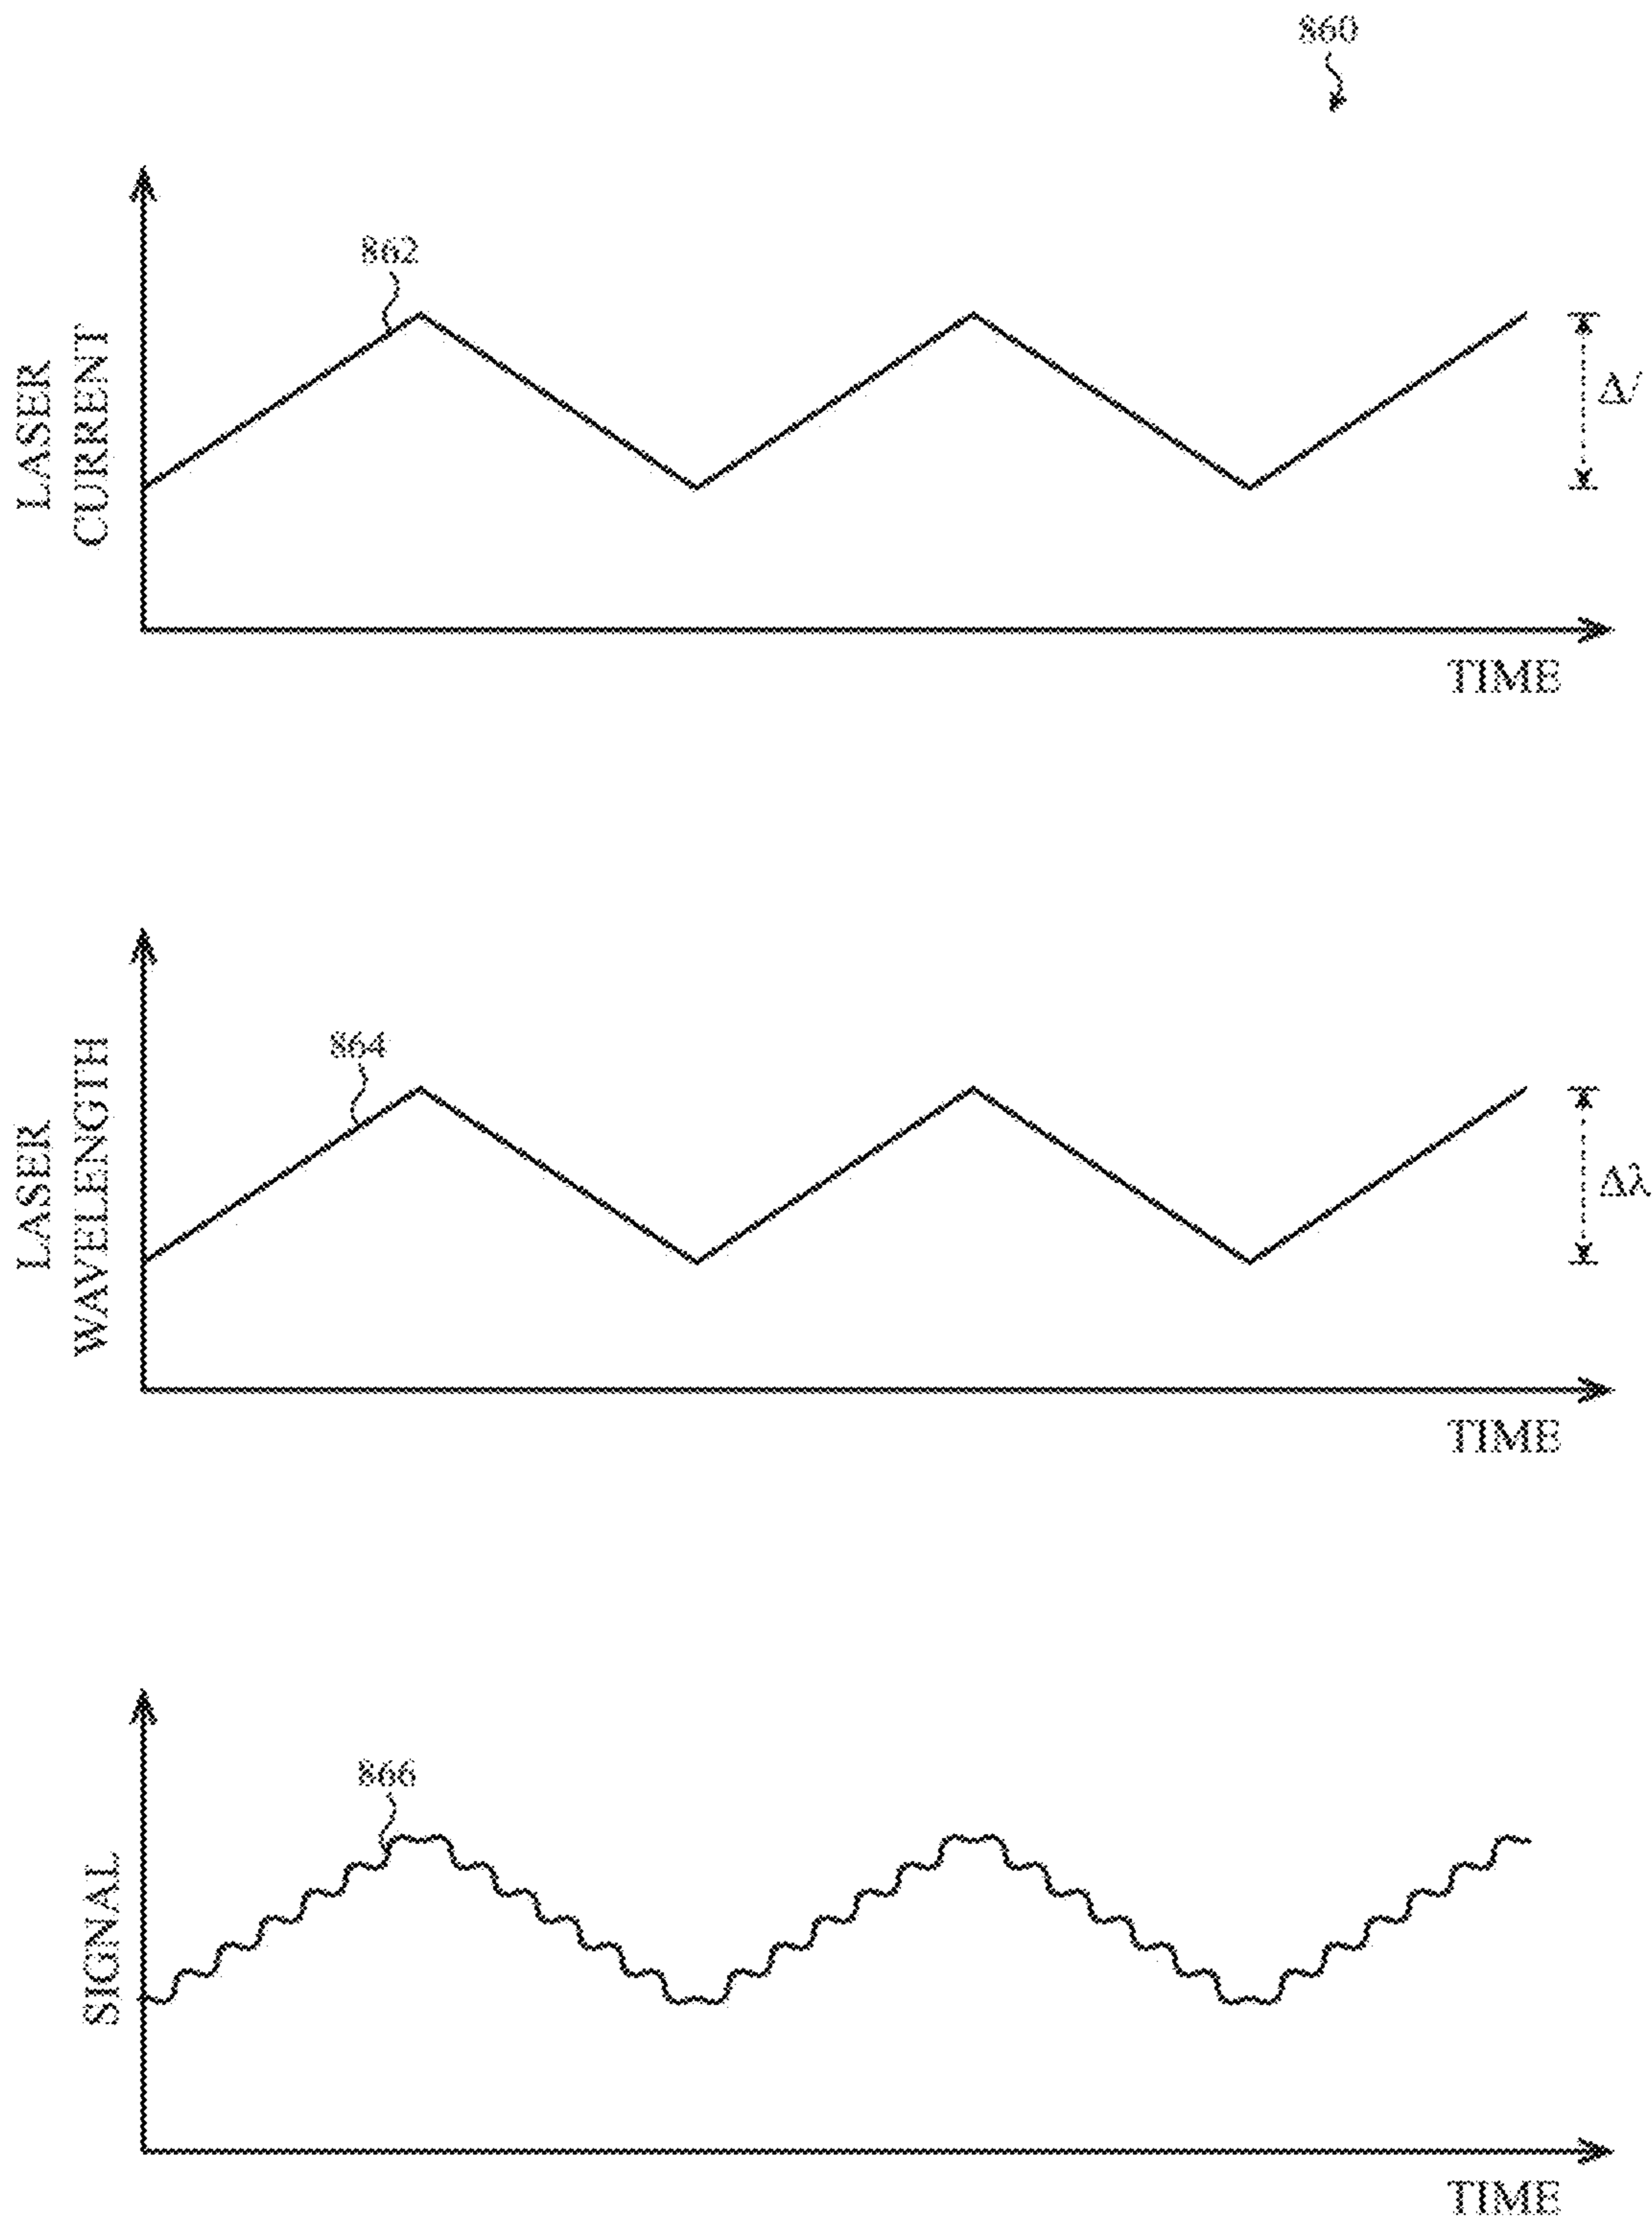 860
862
LASER
CURRENT
ΔI
TIME
864
LASER
WAVELENGTH
Δλ
TIME
866
SIGNAL
TIME